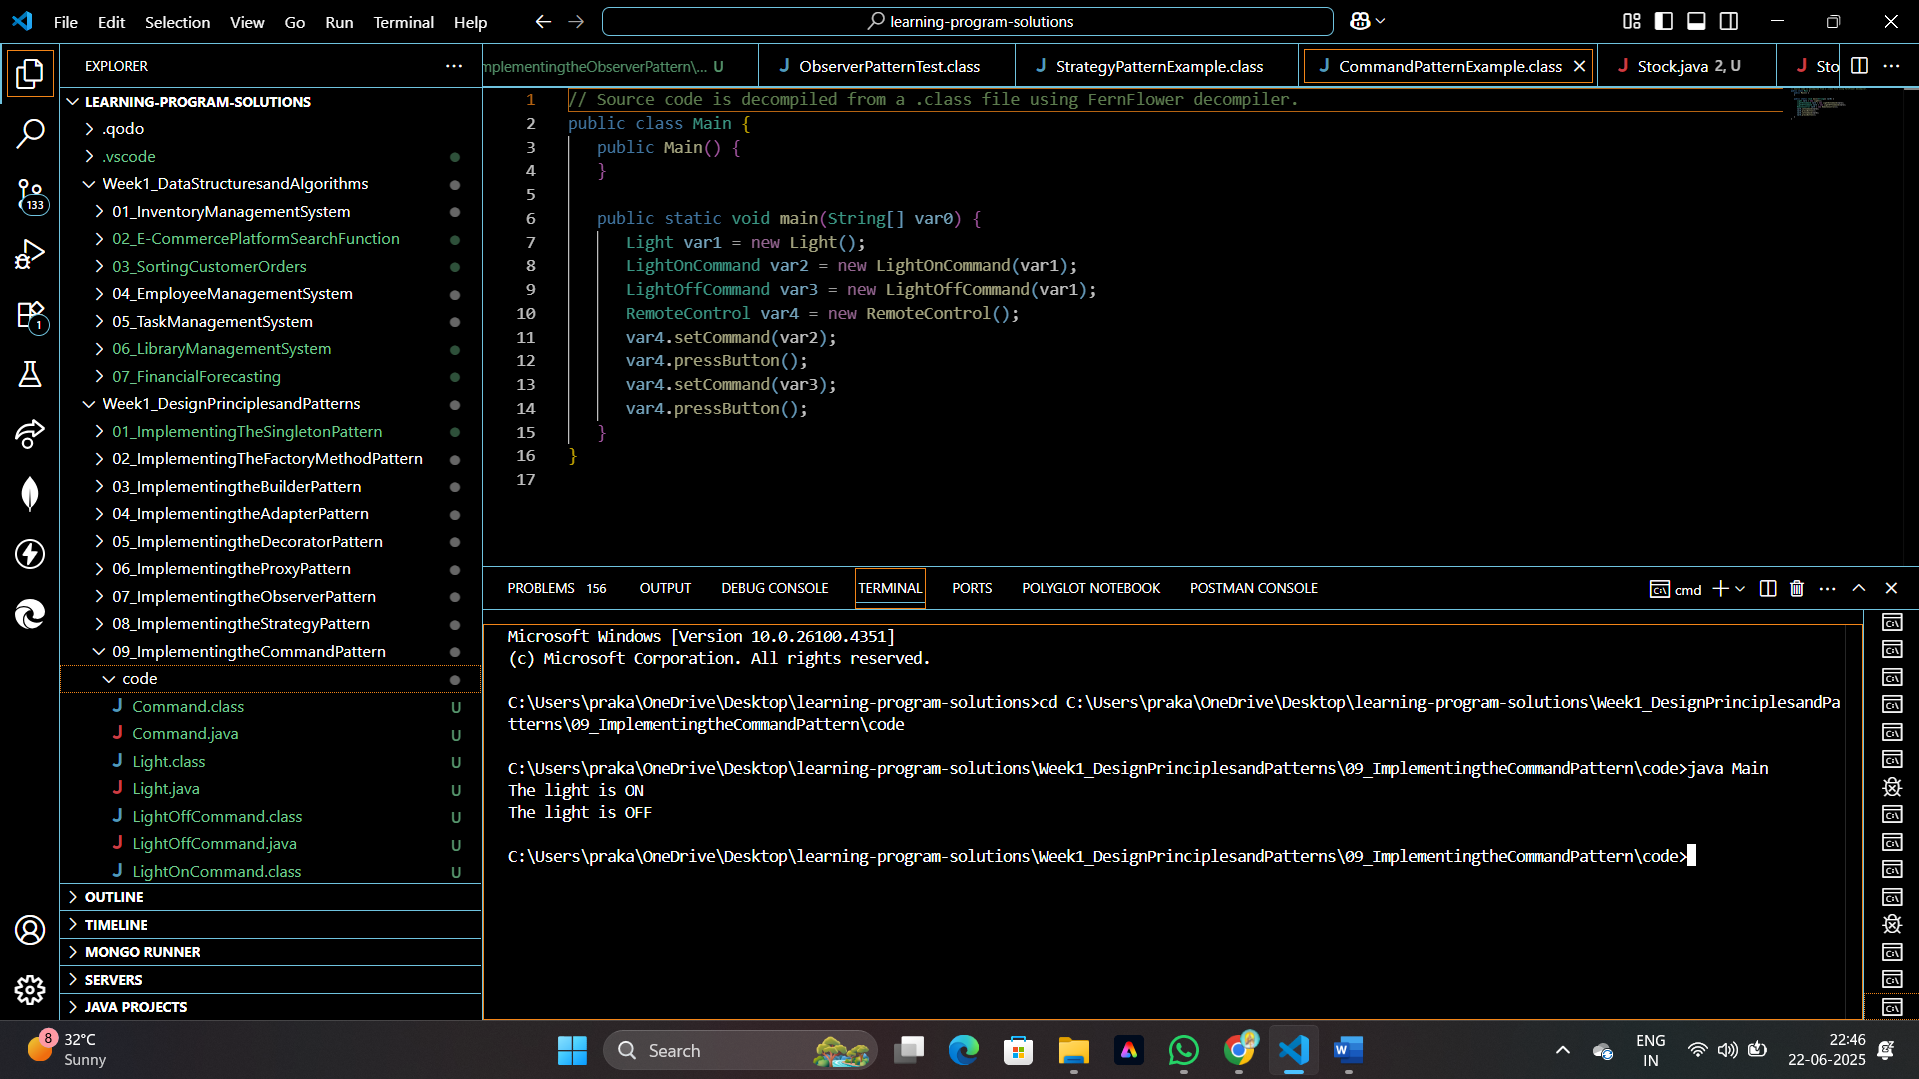 File Edit Selection View Go Run Terminal Help
learning-program-solutions
EXPLORER
LEARNING-PROGRAM-SOLUTIONS
.qodo
.vscode
Week1_DataStructuresandAlgorithms
01_InventoryManagementSystem
02_E-CommercePlatformSearchFunction
03_SortingCustomerOrders
04_EmployeeManagementSystem
05_TaskManagementSystem
06_LibraryManagementSystem
07_FinancialForecasting
Week1_DesignPrinciplesandPatterns
01_ImplementingTheSingletonPattern
02_ImplementingTheFactoryMethodPattern
03_ImplementingtheBuilderPattern
04_ImplementingtheAdapterPattern
05_ImplementingtheDecoratorPattern
06_ImplementingtheProxyPattern
07_ImplementingtheObserverPattern
08_ImplementingtheStrategyPattern
09_ImplementingtheCommandPattern
code
J Command.class U
J Command.java U
J Light.class U
J Light.java U
J LightOffCommand.class U
J LightOffCommand.java U
J LightOnCommand.class U
OUTLINE
TIMELINE
MONGO RUNNER
SERVERS
JAVA PROJECTS
133
1
mplementingtheObserverPattern\... U
J ObserverPatternTest.class
J StrategyPatternExample.class
J CommandPatternExample.class
J Stock.java 2, U
J Sto
1 // Source code is decompiled from a .class file using FernFlower decompiler.
2 public class Main {
3 public Main() {
4 }
5
6 public static void main(String[] var0) {
7 Light var1 = new Light();
8 LightOnCommand var2 = new LightOnCommand(var1);
9 LightOffCommand var3 = new LightOffCommand(var1);
10 RemoteControl var4 = new RemoteControl();
11 var4.setCommand(var2);
12 var4.pressButton();
13 var4.setCommand(var3);
14 var4.pressButton();
15 }
16 }
17
PROBLEMS 156 OUTPUT DEBUG CONSOLE TERMINAL PORTS POLYGLOT NOTEBOOK POSTMAN CONSOLE
cmd
Microsoft Windows [Version 10.0.26100.4351]
(c) Microsoft Corporation. All rights reserved.
C:\Users\praka\OneDrive\Desktop\learning-program-solutions>cd C:\Users\praka\OneDrive\Desktop\learning-program-solutions\Week1_DesignPrinciplesandPa
tterns\09_ImplementingtheCommandPattern\code
C:\Users\praka\OneDrive\Desktop\learning-program-solutions\Week1_DesignPrinciplesandPatterns\09_ImplementingtheCommandPattern\code>java Main
The light is ON
The light is OFF
C:\Users\praka\OneDrive\Desktop\learning-program-solutions\Week1_DesignPrinciplesandPatterns\09_ImplementingtheCommandPattern\code>
8
32°C
Sunny
Search
ENG
IN
22:46
22-06-2025